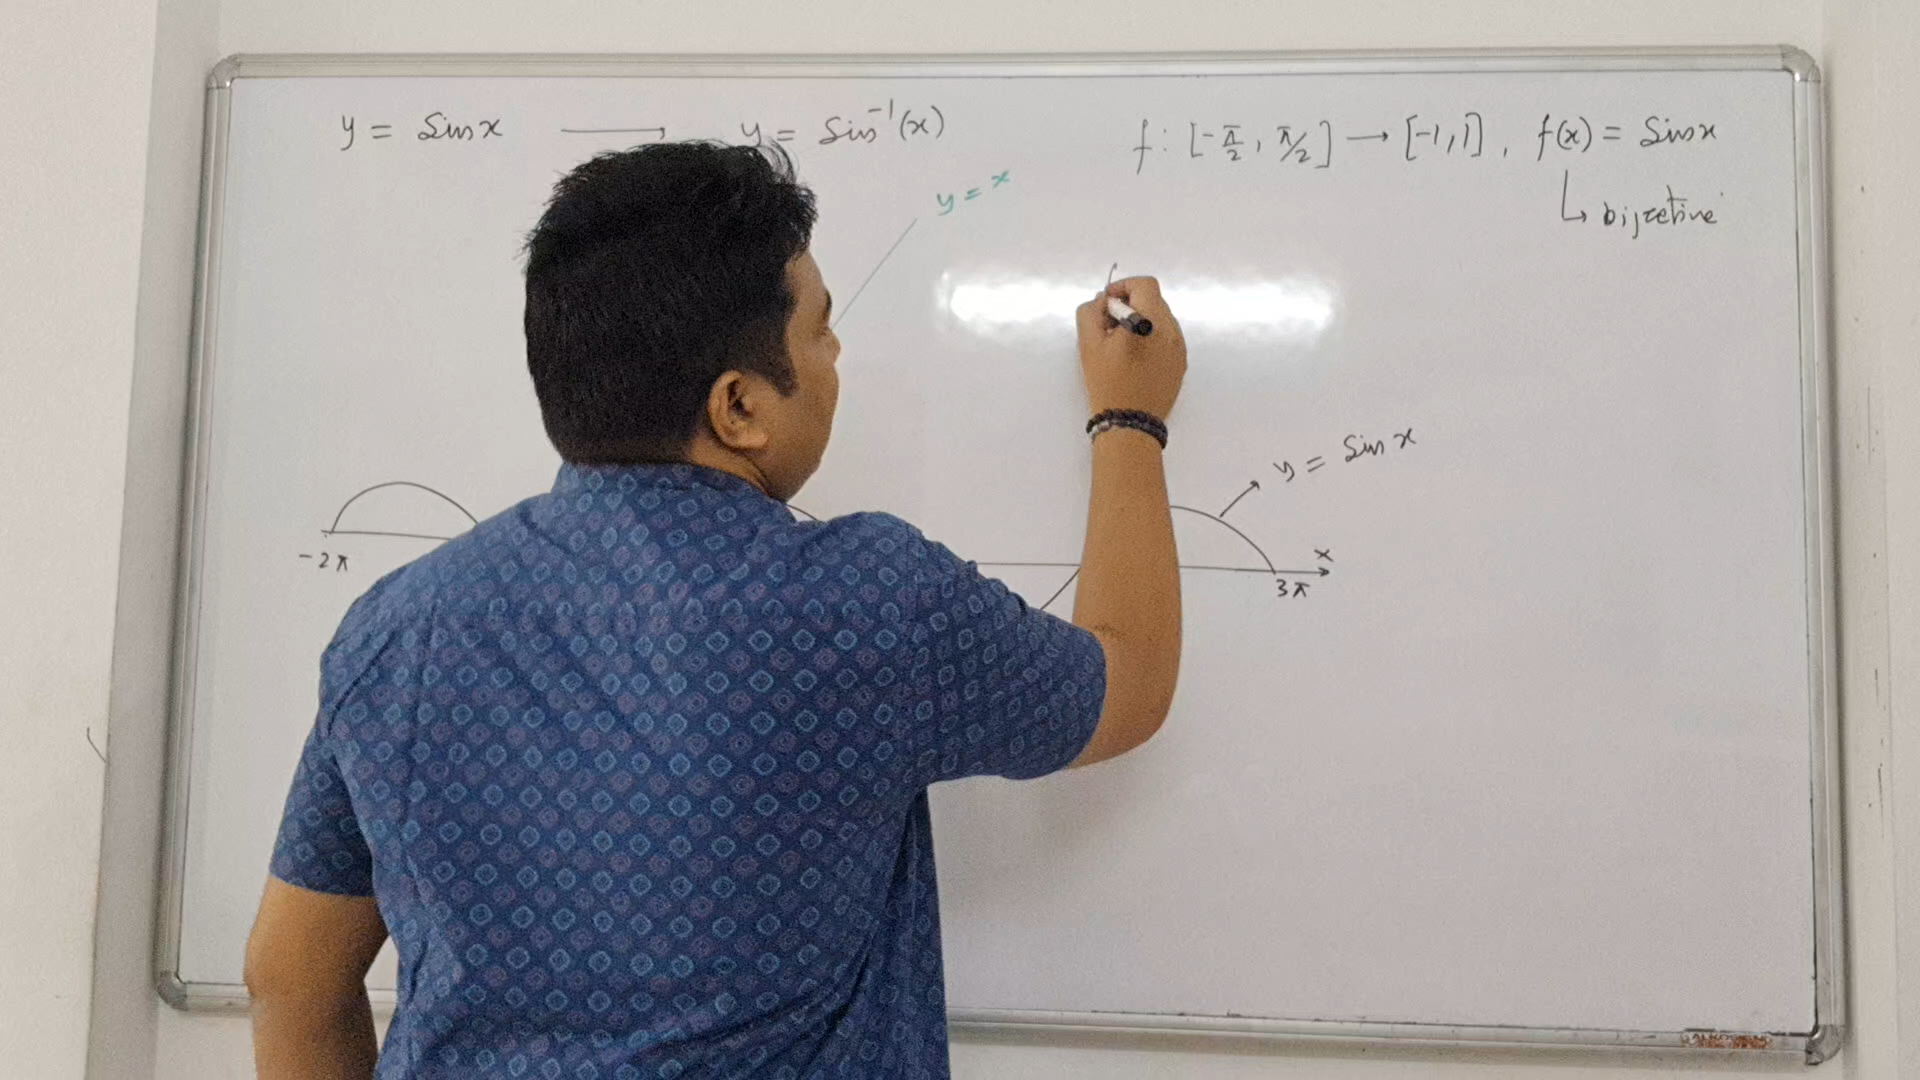 y = Sin x → y = Sin⁻¹(x)
f : [-π/2, π/2] → [-1, 1], f(x) = Sin x
↳ bijective
y = x
y = Sin x
x
-2π
3π